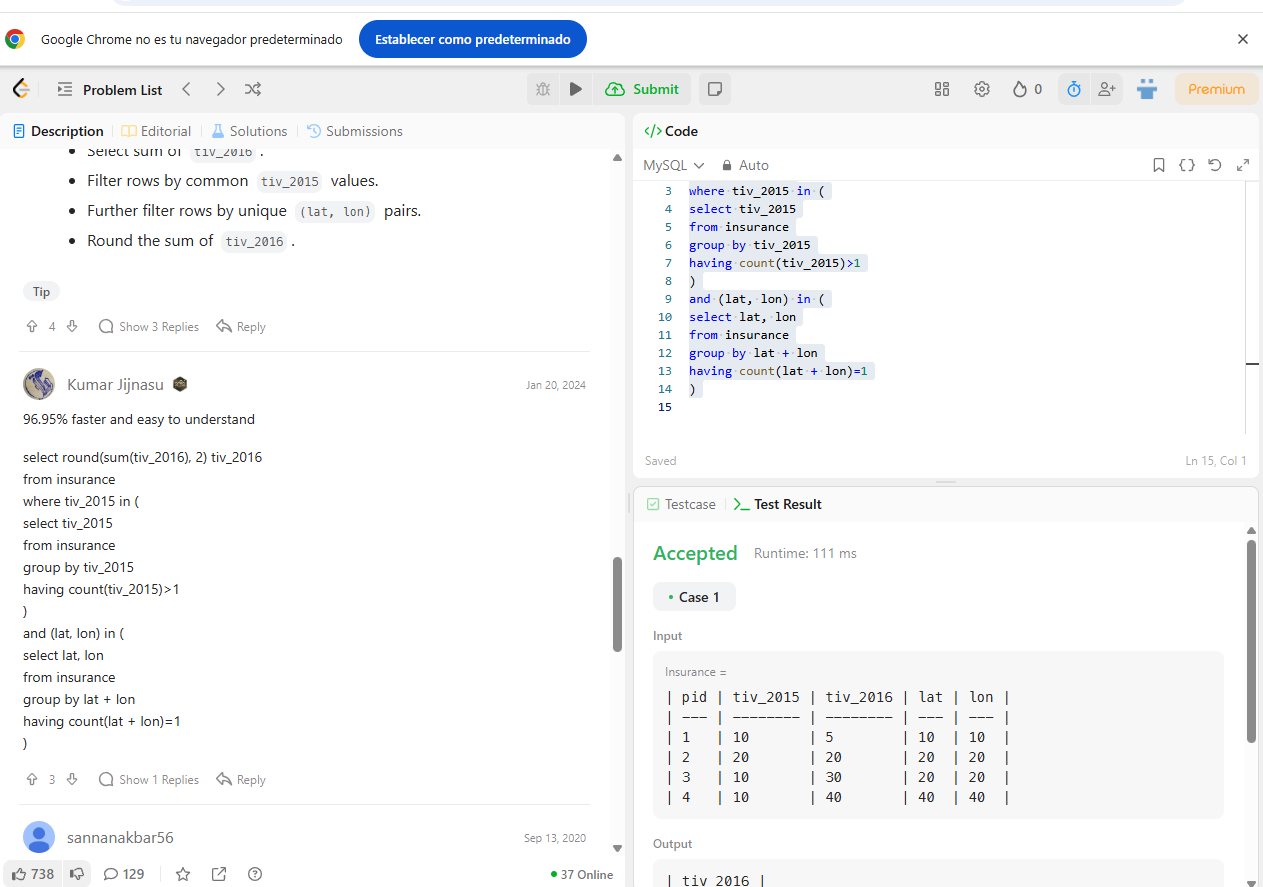 Google Chrome no es tu navegador predeterminado Establecer como predeterminado
Problem List Submit 0 Premium
Description Editorial Solutions Submissions
Select sum of tiv_2016 .
Filter rows by common tiv_2015 values.
Further filter rows by unique (lat, lon) pairs.
Round the sum of tiv_2016 .
Tip
4 Show 3 Replies Reply
Kumar Jijnasu Jan 20, 2024
96.95% faster and easy to understand
select round(sum(tiv_2016), 2) tiv_2016
from insurance
where tiv_2015 in (
select tiv_2015
from insurance
group by tiv_2015
having count(tiv_2015)>1
)
and (lat, lon) in (
select lat, lon
from insurance
group by lat + lon
having count(lat + lon)=1
)
3 Show 1 Replies Reply
sannanakbar56 Sep 13, 2020
738 129 37 Online
</> Code
MySQL Auto
3 where tiv_2015 in (
4 select tiv_2015
5 from insurance
6 group by tiv_2015
7 having count(tiv_2015)>1
8 )
9 and (lat, lon) in (
10 select lat, lon
11 from insurance
12 group by lat + lon
13 having count(lat + lon)=1
14 )
15
Saved Ln 15, Col 1
Testcase >_ Test Result
Accepted Runtime: 111 ms
• Case 1
Input
Insurance =
| pid | tiv_2015 | tiv_2016 | lat | lon |
| --- | -------- | -------- | --- | --- |
| 1 | 10 | 5 | 10 | 10 |
| 2 | 20 | 20 | 20 | 20 |
| 3 | 10 | 30 | 20 | 20 |
| 4 | 10 | 40 | 40 | 40 |
Output
| tiv_2016 |